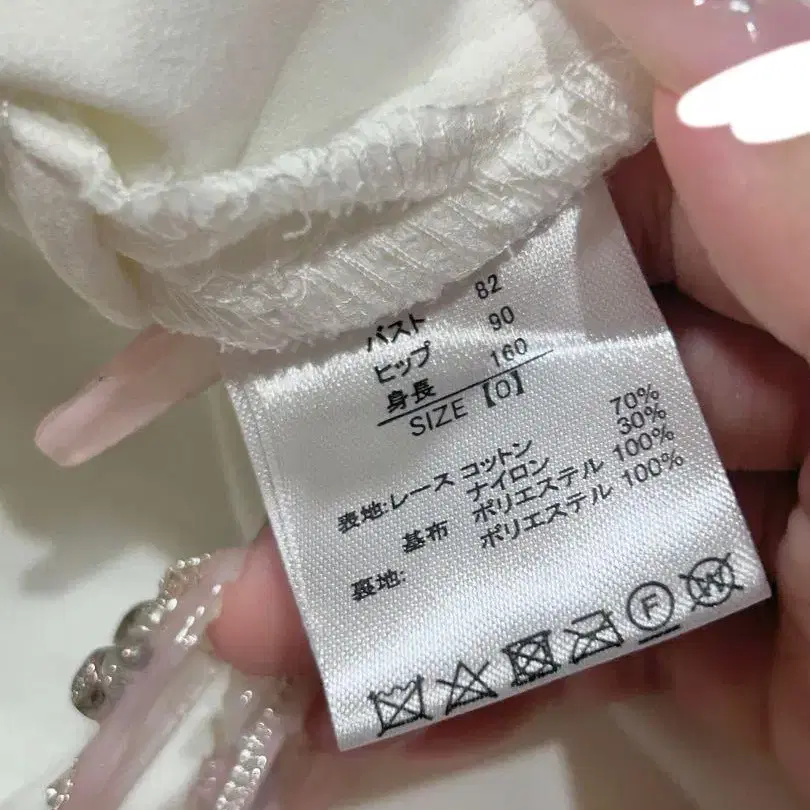 バスト 82
ヒップ 90
身長 160
SIZE【0】
表地:レース コットン 70%
ナイロン 30%
基布 ポリエステル 100%
裏地: ポリエステル 100%
F
W